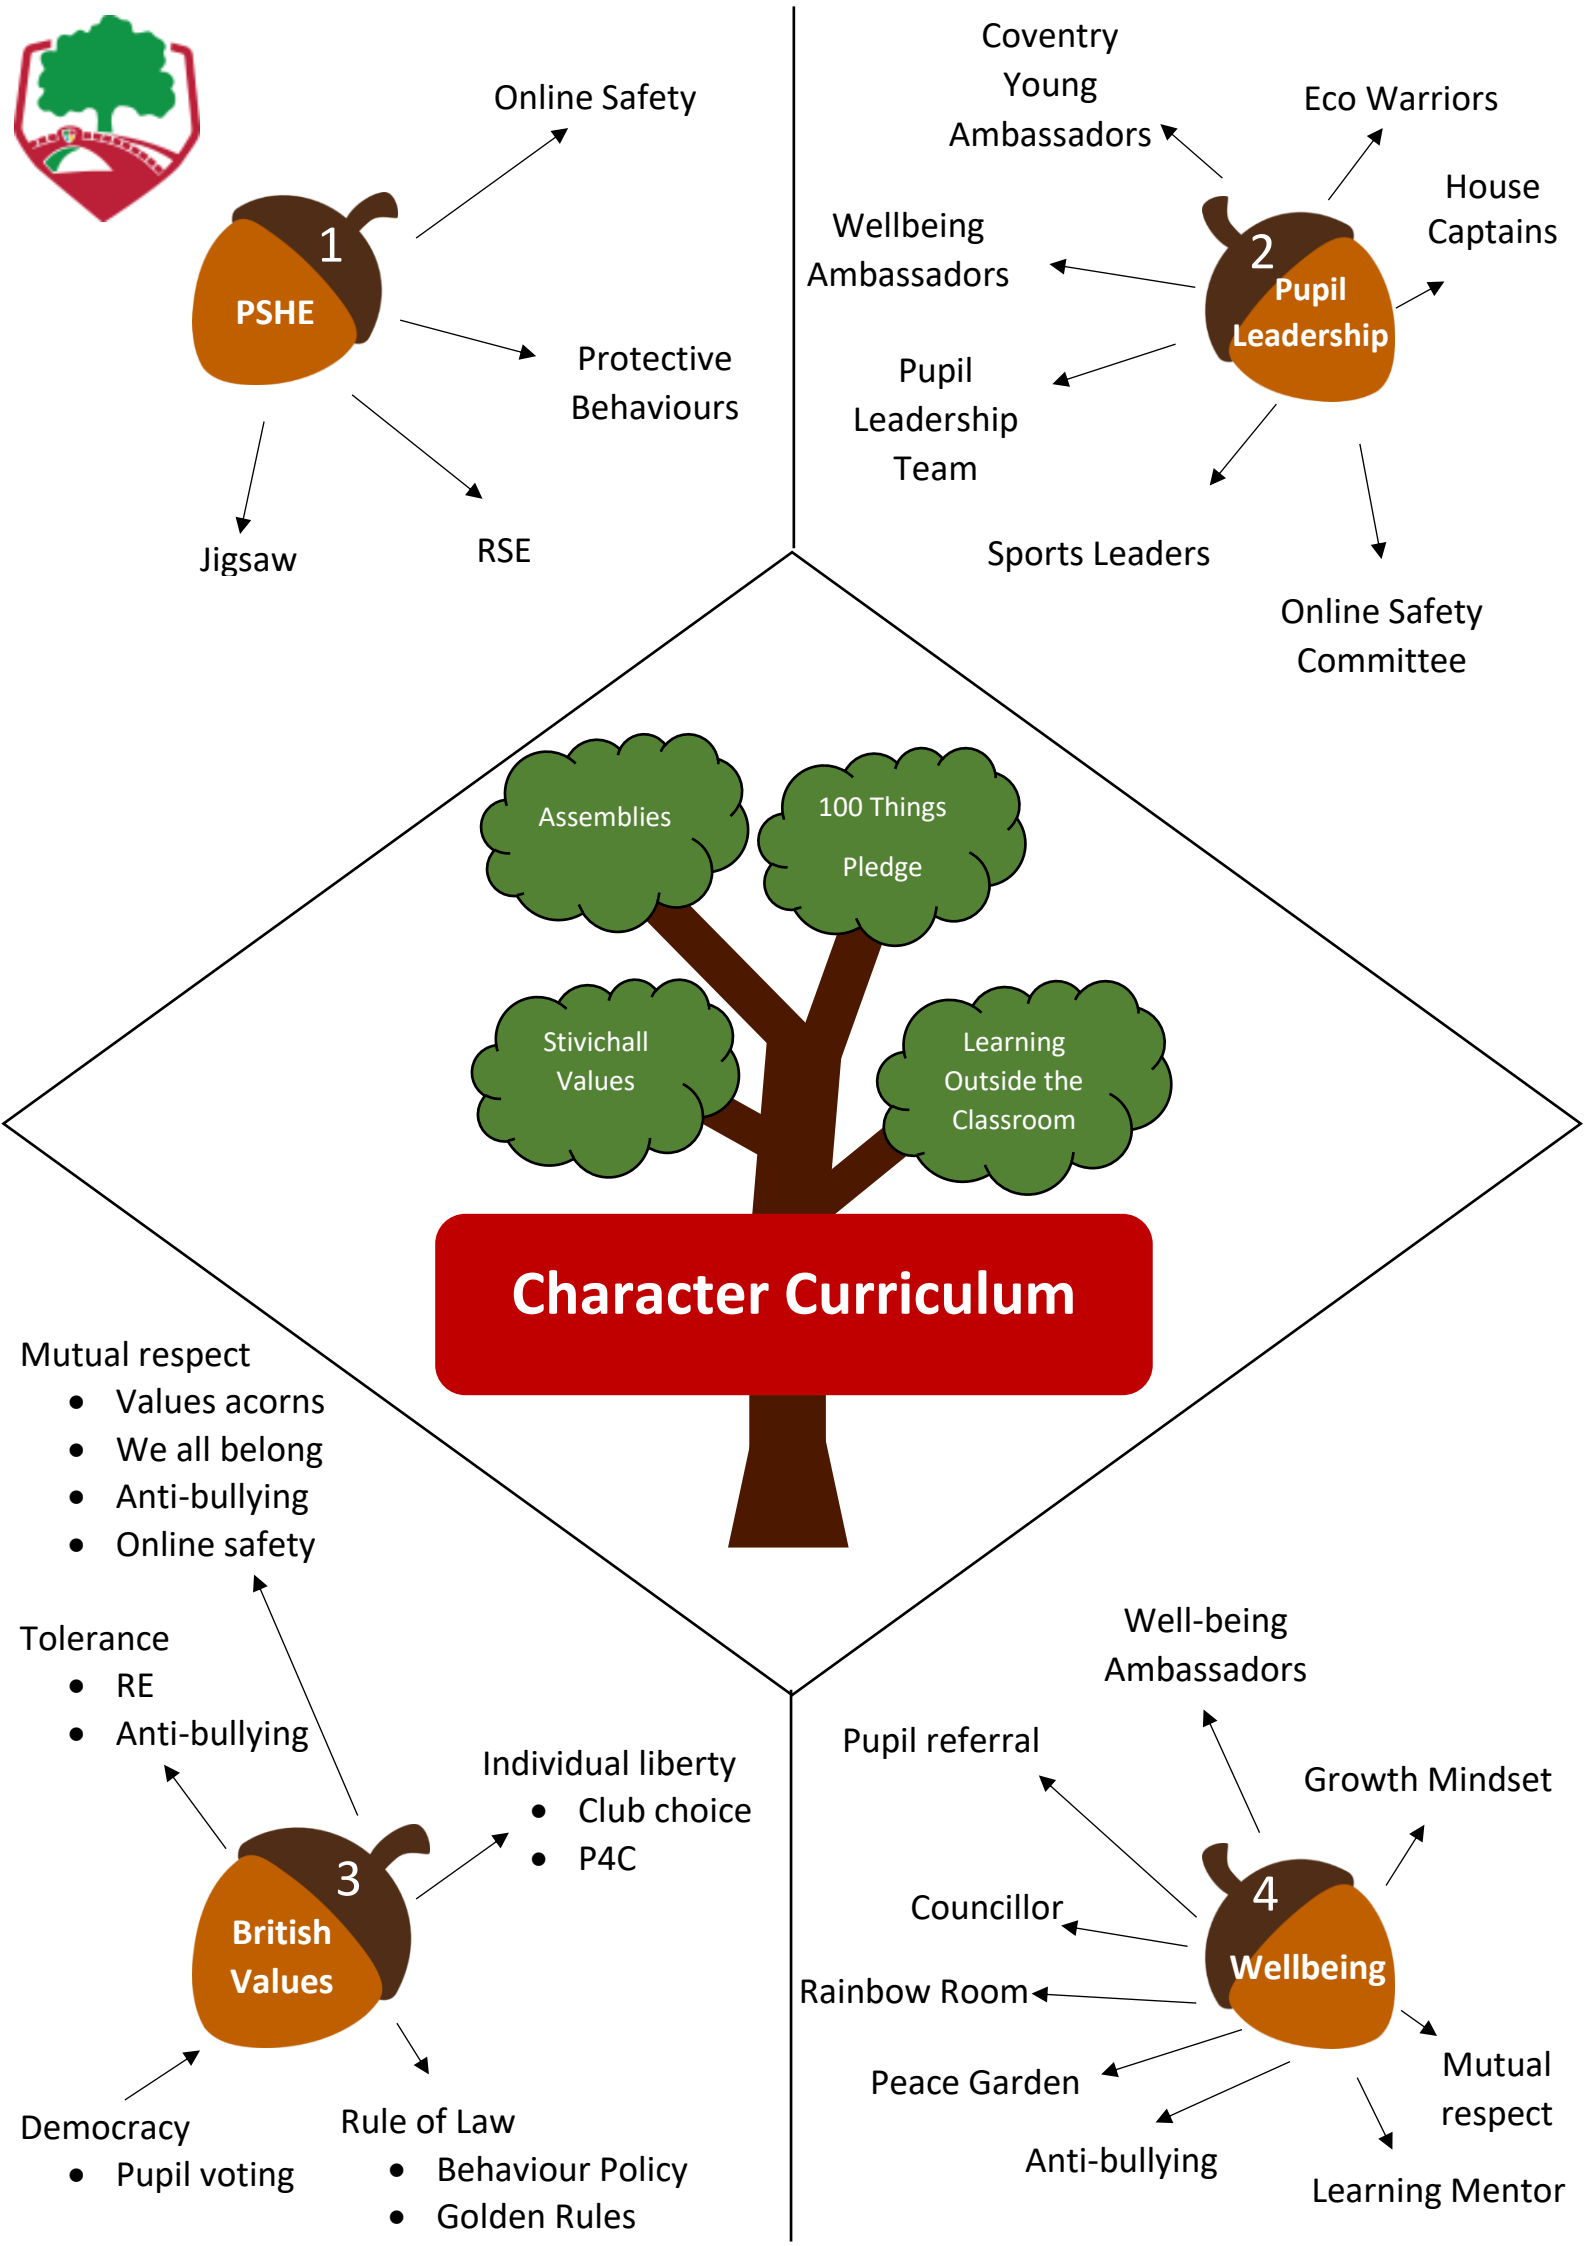 Online Safety
1
PSHE
Protective
Behaviours
RSE
Jigsaw
Coventry
Young
Ambassadors
Eco Warriors
House
Captains
Wellbeing
Ambassadors
2
Pupil
Leadership
Pupil
Leadership
Team
Sports Leaders
Online Safety
Committee
Assemblies
100 Things
Pledge
Stivichall
Values
Learning
Outside the
Classroom
Character Curriculum
Mutual respect
• Values acorns
• We all belong
• Anti-bullying
• Online safety
Tolerance
• RE
• Anti-bullying
Individual liberty
• Club choice
• P4C
3
British
Values
Democracy
• Pupil voting
Rule of Law
• Behaviour Policy
• Golden Rules
Well-being
Ambassadors
Pupil referral
Growth Mindset
Councillor
4
Wellbeing
Rainbow Room
Peace Garden
Mutual
respect
Anti-bullying
Learning Mentor